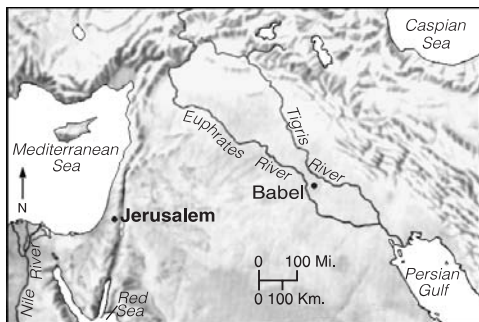 Caspian
Sea
Mediterranean
Sea
Euphrates
River
Tigris
River
Babel
N
Jerusalem
Nile River
Red
Sea
0 100 Mi.
0 100 Km.
Persian
Gulf